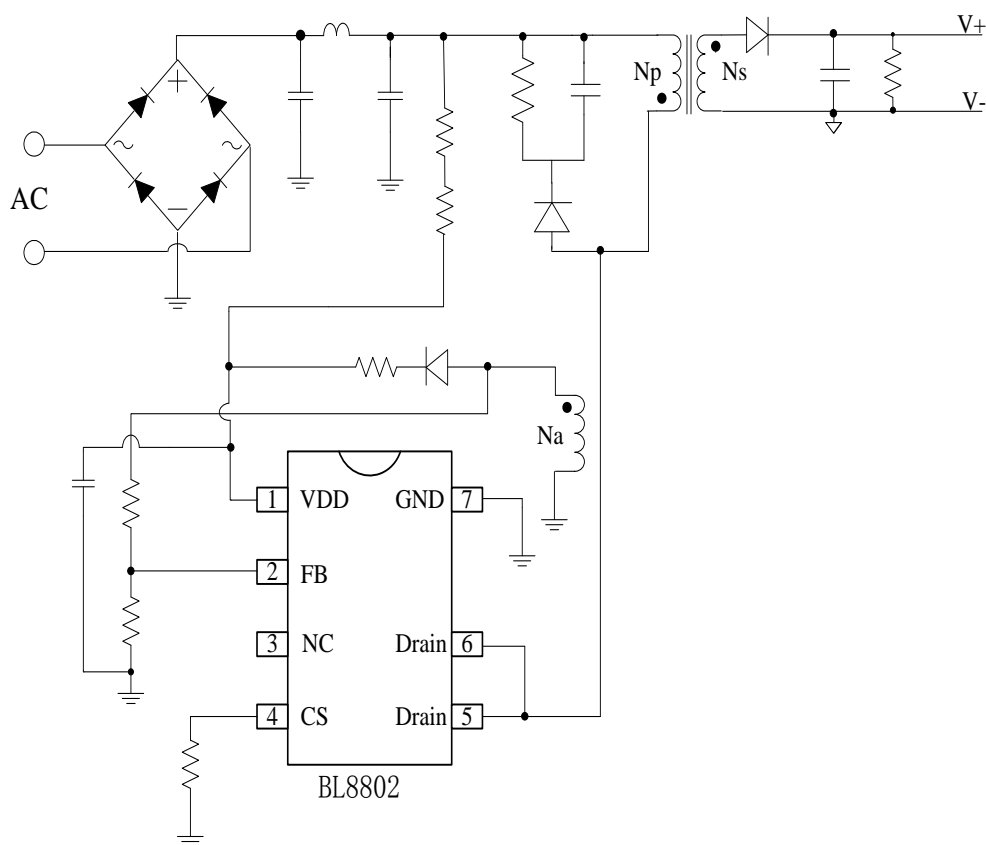 V+
Np
Ns
V-
+
~
~
AC
−
Na
1
VDD
GND
7
2
FB
3
NC
Drain
6
4
CS
Drain
5
BL8802